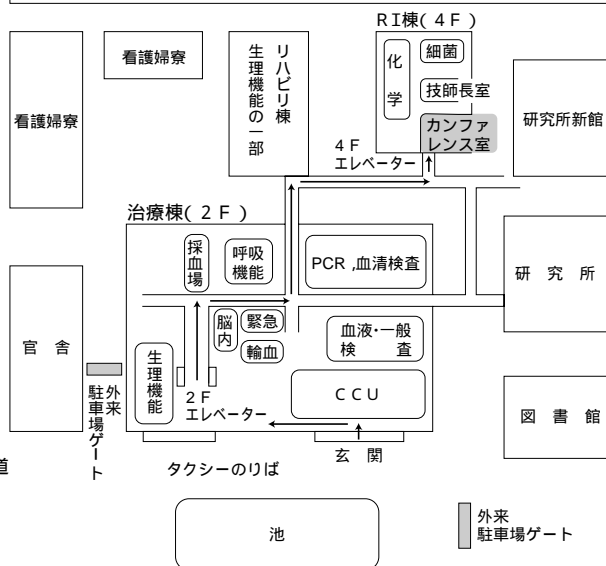 RI棟(4F)
看護婦寮
看護婦寮
リハビリ棟
生理機能の一部
化学
細菌
技師長室
カンファ
レンス室
研究所新館
4F
エレベーター
治療棟(2F)
採血場
呼吸
機能
PCR,血清検査
研究所
脳内
緊急
輸血
血液・一般
検査
官舎
外来
駐車場ゲート
生理機能
2F
エレベーター
CCU
図書館
玄関
道
タクシーのりば
池
外来
駐車場ゲート